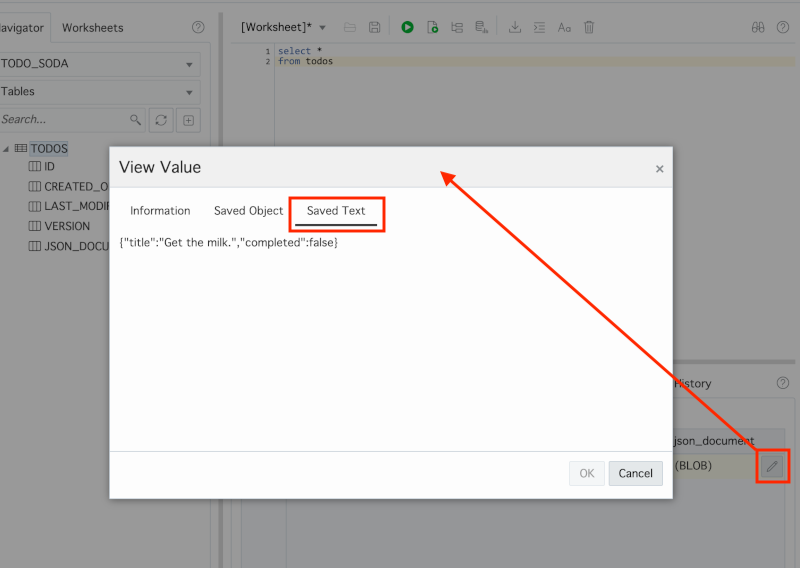 avigator Worksheets
[Worksheet]*
TODO_SODA
Tables
Search...
TODOS
ID
CREATED_O
LAST_MODIF
VERSION
JSON_DOCU
1 select *
2 from todos
Aa
View Value
×
Information Saved Object Saved Text
{"title":"Get the milk.","completed":false}
OK Cancel
History
json_document
(BLOB)